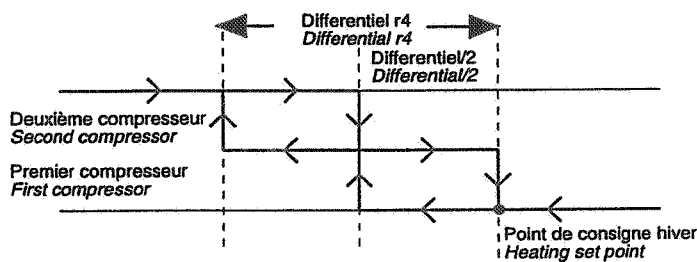 Differentiel r4
Differential r4
Differentiel/2
Differential/2
Deuxième compresseur
Second compressor
Premier compresseur
First compressor
Point de consigne hiver
Heating set point